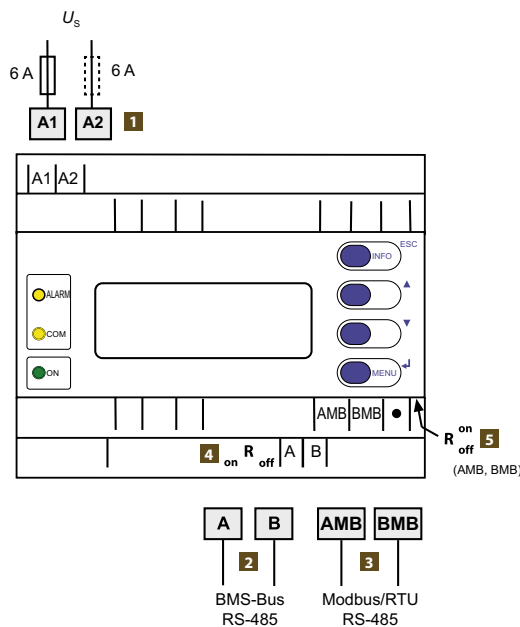 Us
6 A 6 A
A1 A2 1
A1 A2
ESC
INFO
ALARM
COM
ON
MENU
AMB BMB
on
R 5
off
(AMB, BMB)
4 on R off A B
A B AMB BMB
2 3
BMS-Bus Modbus/RTU
RS-485 RS-485